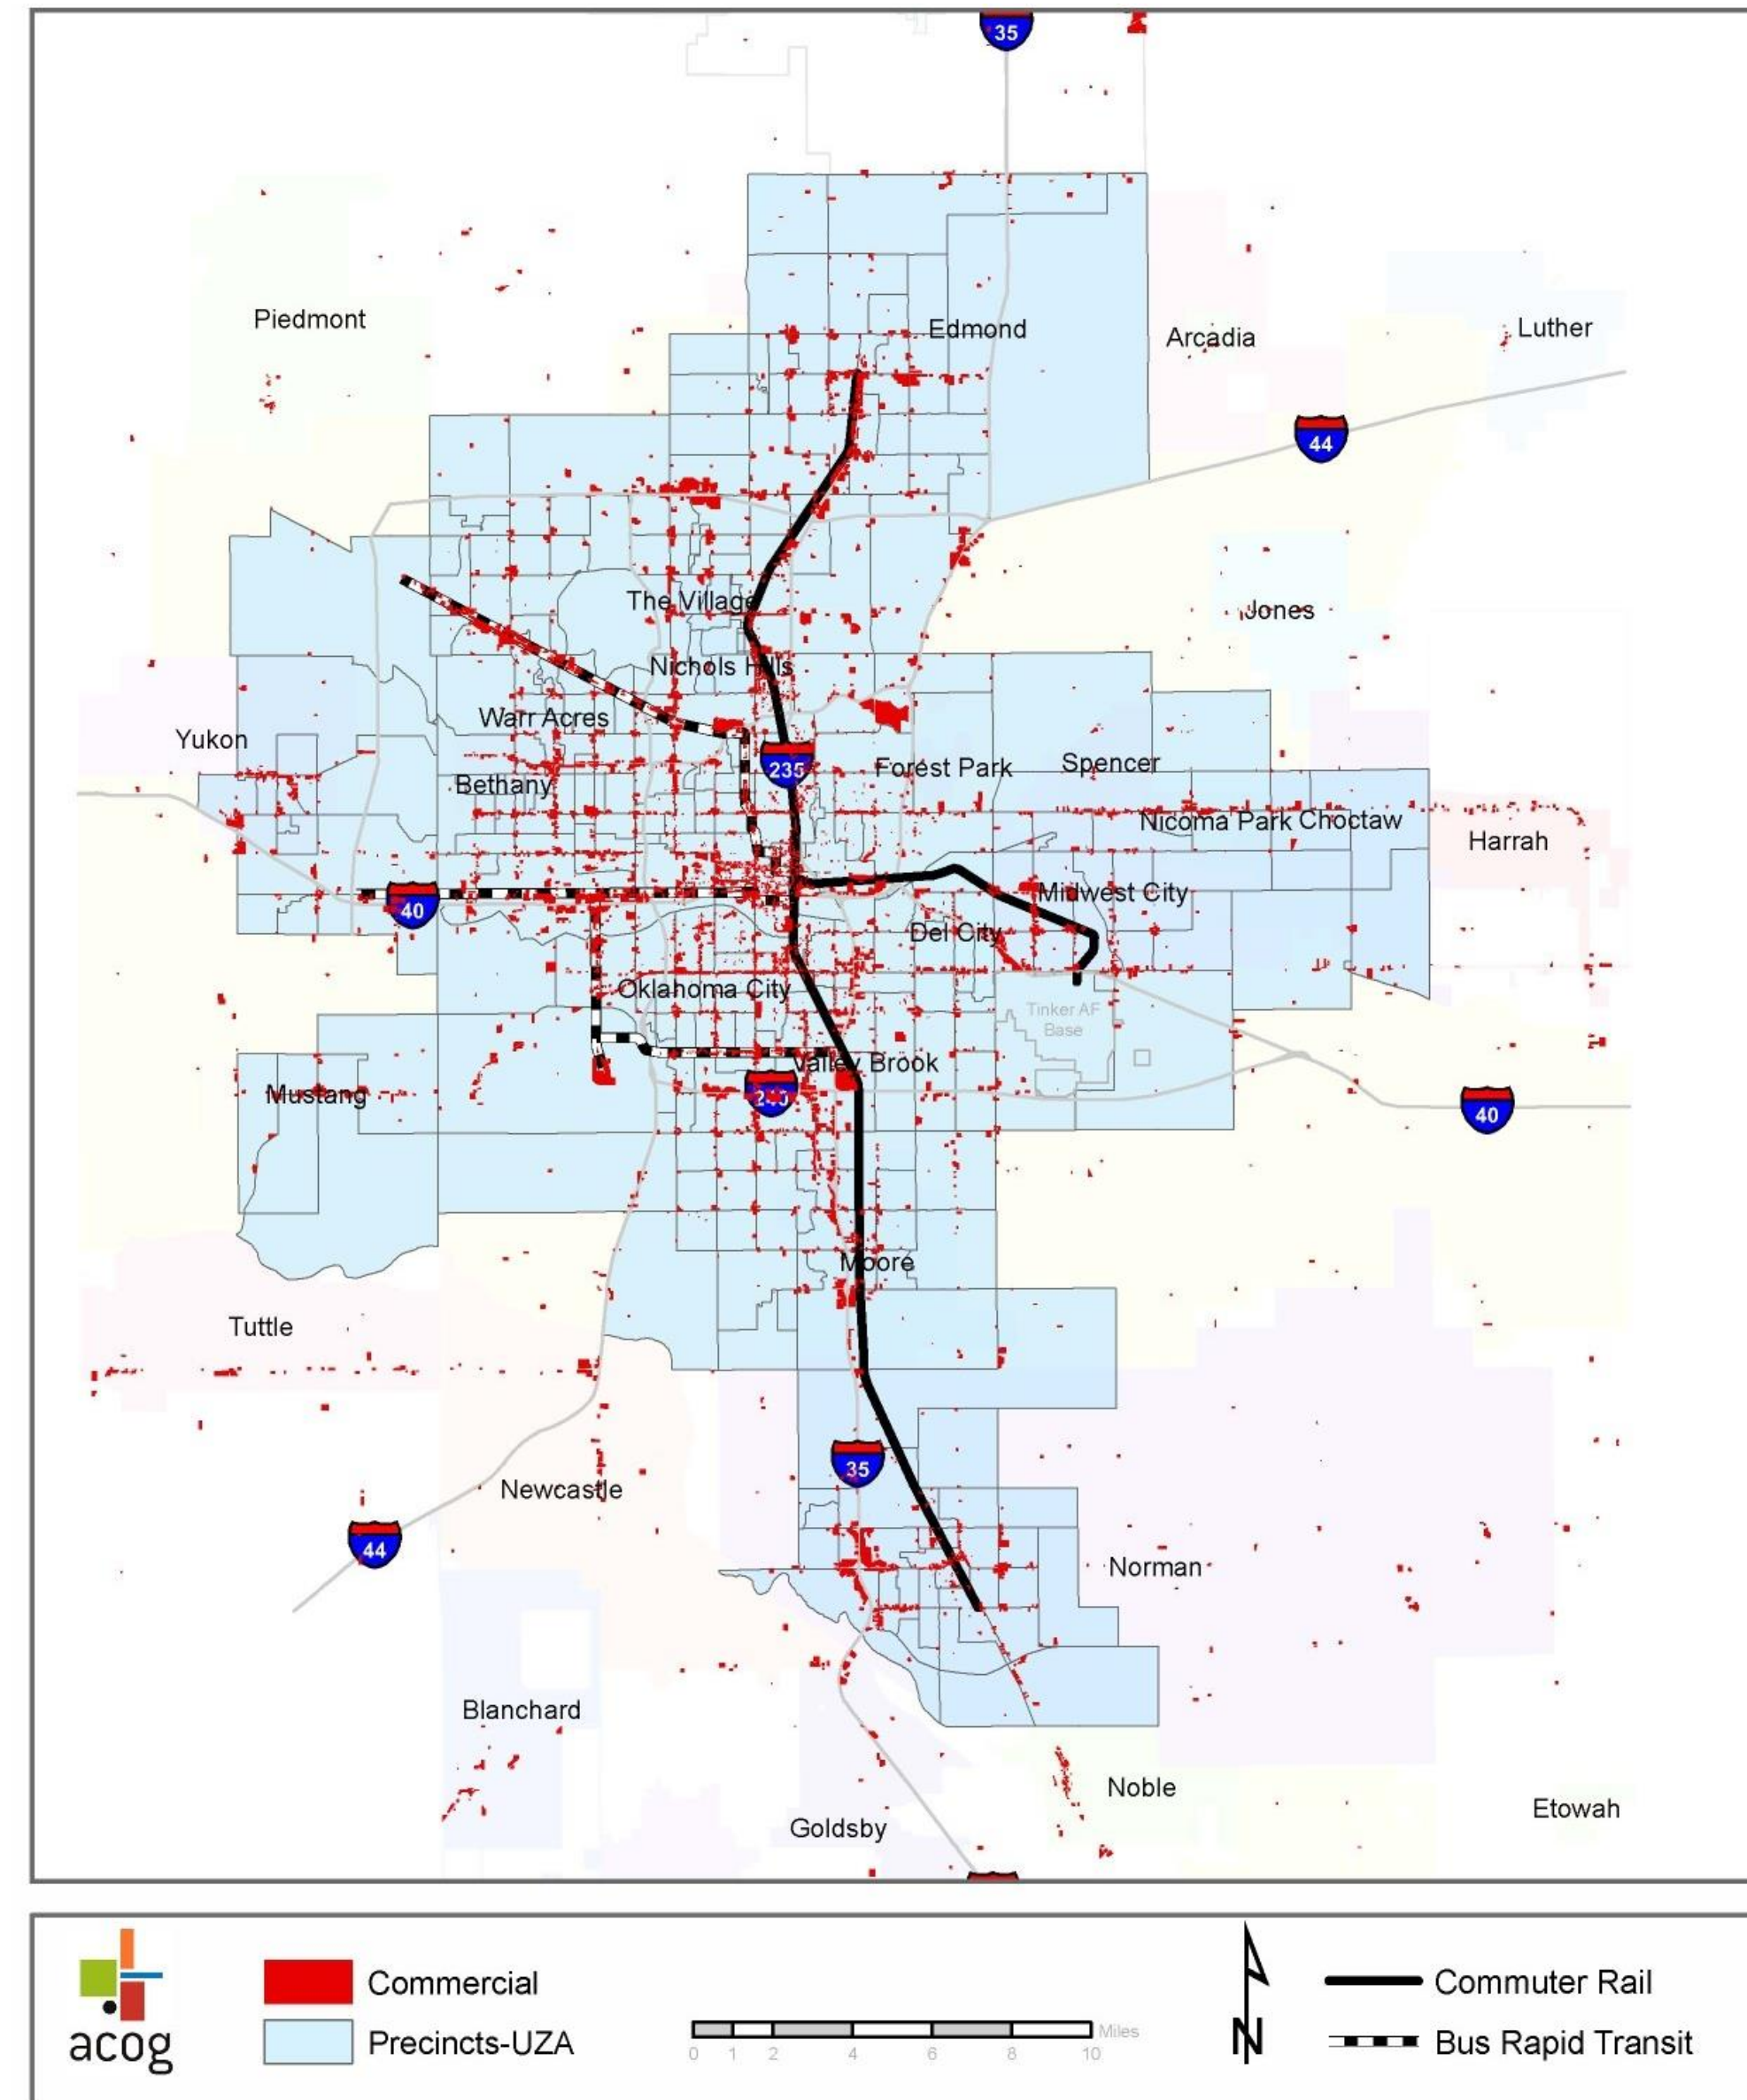 35
Piedmont
Edmond
Arcadia
Luther
44
The Village
Jones
Nichols Hills
Warr Acres
Yukon
235
Forest Park
Spencer
Bethany
Nicoma Park
Choctaw
Harrah
40
Midwest City
Del City
Oklahoma City
Tinker AF
Base
Valley Brook
Mustang
240
40
Moore
Tuttle
35
Newcastle
44
Norman
Blanchard
Noble
Etowah
Goldsby
acog
Commercial
Precincts-UZA
Miles
0 1 2 4 6 8 10
N
Commuter Rail
Bus Rapid Transit